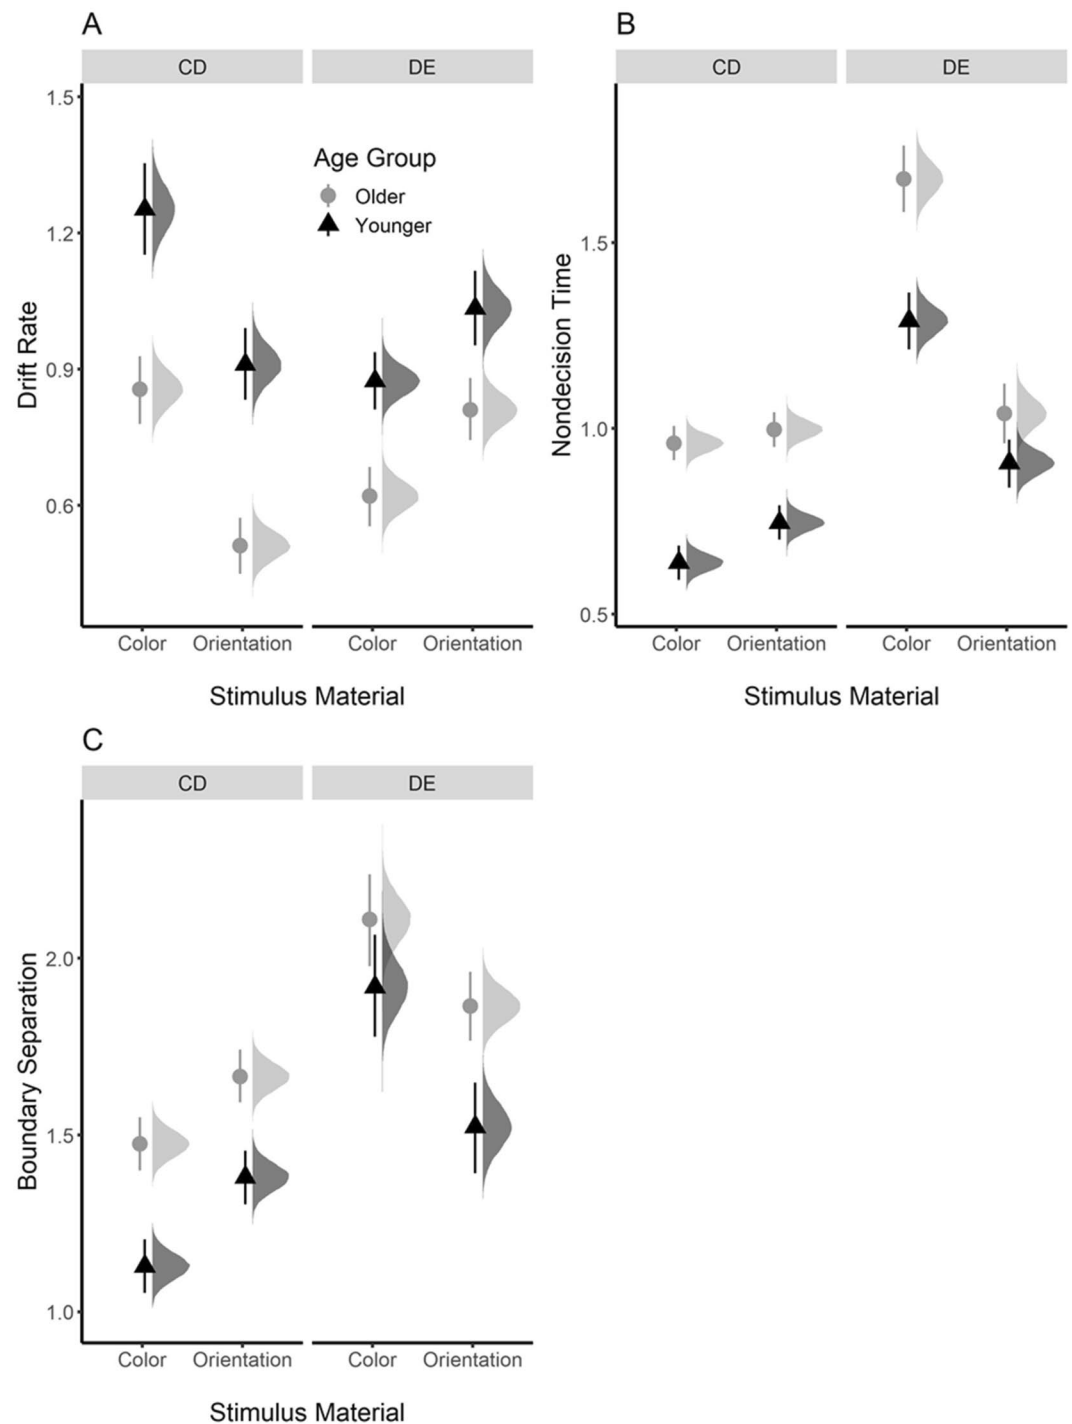 A
CD DE
1.5
1.2
0.9
0.6
Drift Rate
Age Group
Older
Younger
Color Orientation Color Orientation
Stimulus Material
B
CD DE
1.5
1.0
0.5
Nondecision Time
Color Orientation Color Orientation
Stimulus Material
C
CD DE
2.0
1.5
1.0
Boundary Separation
Color Orientation Color Orientation
Stimulus Material